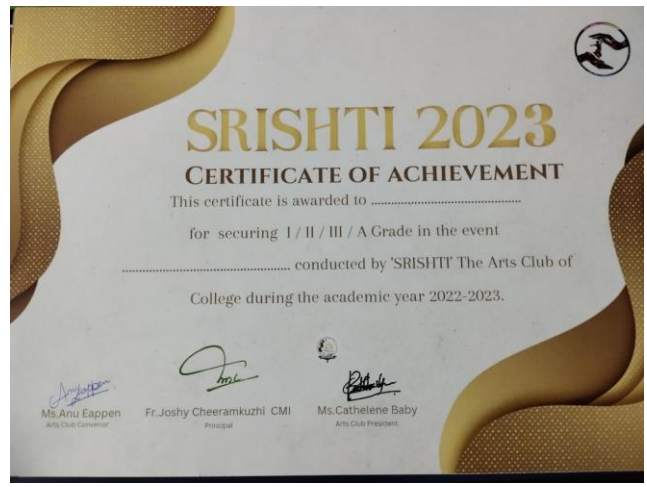 SRISHTI 2023
CERTIFICATE OF ACHIEVEMENT
This certificate is awarded to ............................................
for securing I / II / III / A Grade in the event
.................................................. conducted by 'SRISHTI' The Arts Club of
College during the academic year 2022-2023.
Ms.Anu Eappen Fr.Joshy Cheeramkuzhi CMI Ms.Cathelene Baby
Arts Club Convenar Principal Arts Club President